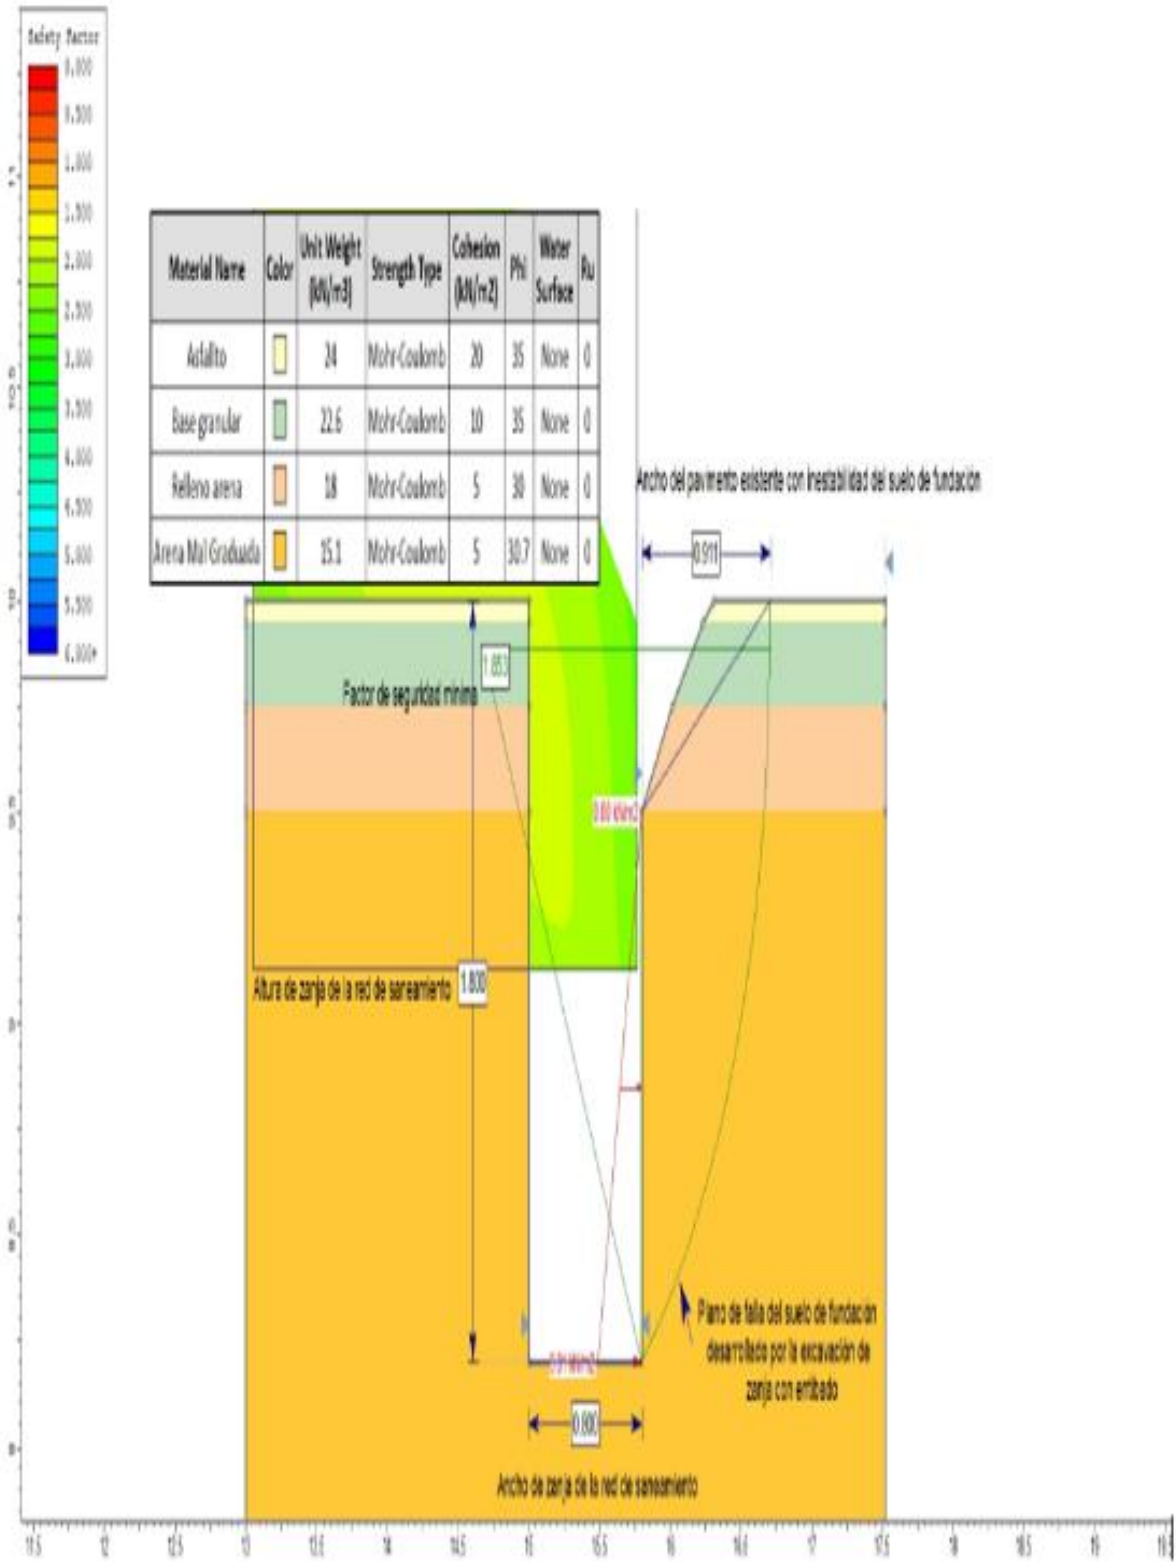 Safety Factor
0.000
0.500
1.000
1.500
2.000
2.500
3.000
3.500
4.000
4.500
5.000
5.500
6.000+
Material Name Color Unit Weight (kN/m3) Strength Type Cohesion (kN/m2) Phi Water Surface Ru
Asfalto 24 Mohr-Coulomb 20 35 None 0
Base granular 22.6 Mohr-Coulomb 10 35 None 0
Relleno arena 18 Mohr-Coulomb 5 30 None 0
Arena Mal Graduada 15.1 Mohr-Coulomb 5 30.7 None 0
Ancho del pavimento existente con inestabilidad del suelo de fundación
0.911
1.853
Factor de seguridad minima
Altura de zanja de la red de saneamiento
1.800
Plano de falla del suelo de fundación
desarrollado por la excavación de
zanja con entibado
0.800
Ancho de zanja de la red de saneamiento